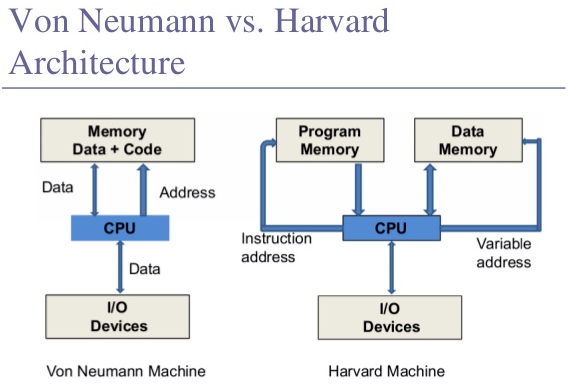 Von Neumann vs. Harvard
Architecture
Memory
Data + Code
Data
Address
CPU
Data
I/O
Devices
Von Neumann Machine
Program
Memory
Data
Memory
CPU
Instruction
address
Variable
address
I/O
Devices
Harvard Machine